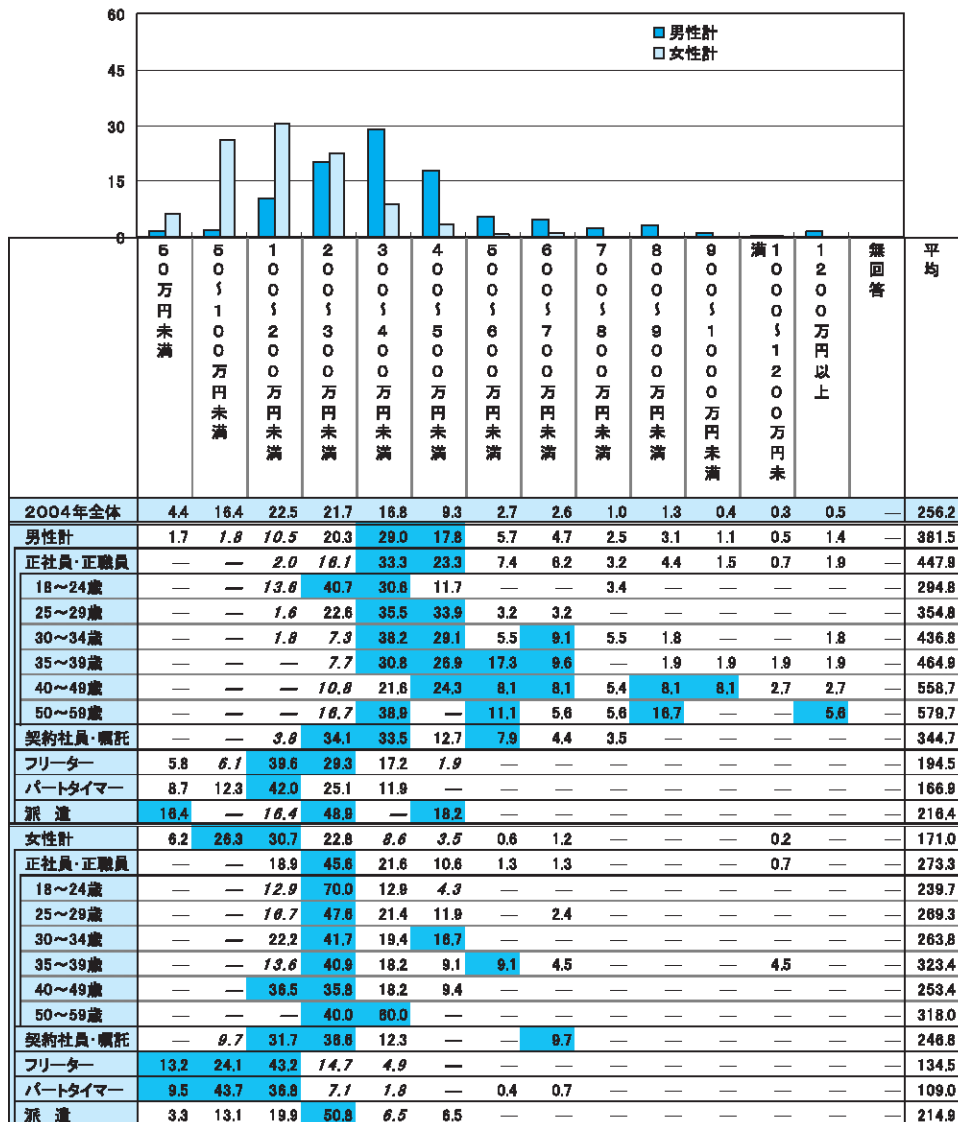 60
45
30
15
0
男性計
女性計
50万円未満
50～100万円未満
100～200万円未満
200～300万円未満
300～400万円未満
400～500万円未満
500～600万円未満
600～700万円未満
700～800万円未満
800～900万円未満
900～1000万円未満
1000～1200万円未満
1200万円以上
無回答
平均
2004年全体 4.4 16.4 22.5 21.7 16.8 9.3 2.7 2.6 1.0 1.3 0.4 0.3 0.5 — 256.2
男性計 1.7 1.8 10.5 20.3 29.0 17.8 5.7 4.7 2.5 3.1 1.1 0.5 1.4 — 381.5
正社員・正職員 — — 2.0 16.1 33.3 23.3 7.4 6.2 3.2 4.4 1.5 0.7 1.9 — 447.9
18～24歳 — — 13.6 40.7 30.6 11.7 — — 3.4 — — — — — 294.8
25～29歳 — — 1.6 22.6 35.5 33.9 3.2 3.2 — — — — — — 354.8
30～34歳 — — 1.8 7.3 38.2 29.1 5.5 9.1 5.5 1.8 — — 1.8 — 436.8
35～39歳 — — — 7.7 30.8 26.9 17.3 9.6 — 1.9 1.9 1.9 1.9 — 464.9
40～49歳 — — — 10.8 21.6 24.3 8.1 8.1 5.4 8.1 8.1 2.7 2.7 — 558.7
50～59歳 — — — 16.7 38.9 — 11.1 5.6 5.6 16.7 — — 5.6 — 579.7
契約社員・嘱託 — — 3.8 34.1 33.5 12.7 7.9 4.4 3.5 — — — — — 344.7
フリーター 5.8 6.1 39.6 29.3 17.2 1.9 — — — — — — — — 194.5
パートタイマー 8.7 12.3 42.0 25.1 11.9 — — — — — — — — — 166.9
派 遣 16.4 — 16.4 48.9 — 18.2 — — — — — — — — 216.4
女性計 6.2 26.3 30.7 22.8 8.6 3.5 0.6 1.2 — — — 0.2 — — 171.0
正社員・正職員 — — 18.9 45.6 21.6 10.6 1.3 1.3 — — — 0.7 — — 273.3
18～24歳 — — 12.9 70.0 12.9 4.3 — — — — — — — — 239.7
25～29歳 — — 16.7 47.6 21.4 11.9 — 2.4 — — — — — — 269.3
30～34歳 — — 22.2 41.7 19.4 16.7 — — — — — — — — 263.8
35～39歳 — — 13.6 40.9 18.2 9.1 9.1 4.5 — — — 4.5 — — 323.4
40～49歳 — — 36.5 35.8 18.2 9.4 — — — — — — — — 253.4
50～59歳 — — — 40.0 60.0 — — — — — — — — — 318.0
契約社員・嘱託 — 9.7 31.7 36.6 12.3 — — 9.7 — — — — — — 246.8
フリーター 13.2 24.1 43.2 14.7 4.9 — — — — — — — — — 134.5
パートタイマー 9.5 43.7 36.8 7.1 1.8 — 0.4 0.7 — — — — — — 109.0
派 遣 3.3 13.1 19.9 50.8 6.5 6.5 — — — — — — — — 214.9